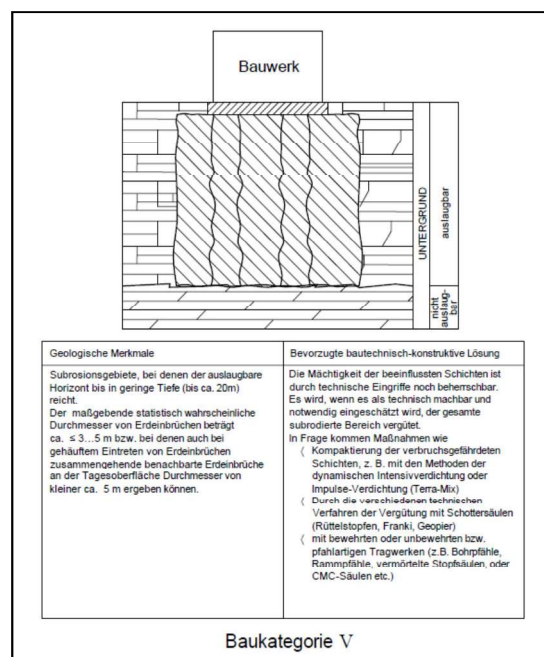 Bauwerk
UNTERGRUND
auslaugbar
nicht
auslaug-
bar
Geologische Merkmale
Subrosionsgebiete, bei denen der auslaugbare
Horizont bis in geringe Tiefe (bis ca. 20m)
reicht.
Der maßgebende statistisch wahrscheinliche
Durchmesser von Erdeinbrüchen beträgt
ca. ≤ 3…5 m bzw. bei denen auch bei
gehäuftem Eintreten von Erdeinbrüchen
zusammengehende benachbarte Erdeinbrüche
an der Tagesoberfläche Durchmesser von
kleiner ca. 5 m ergeben können.
Bevorzugte bautechnisch-konstruktive Lösung
Die Mächtigkeit der beeinflussten Schichten ist
durch technische Eingriffe noch beherrschbar.
Es wird, wenn es als technisch machbar und
notwendig eingeschätzt wird, der gesamte
subrodierte Bereich vergütet.
In Frage kommen Maßnahmen wie
⟨ Kompaktierung der verbruchsgefährdeten
Schichten, z. B. mit den Methoden der
dynamischen Intensivverdichtung oder
Impulse-Verdichtung (Terra-Mix)
⟨ Durch die verschiedenen technischen
Verfahren der Vergütung mit Schottersäulen
(Rüttelstopfen, Franki, Geopier)
⟨ mit bewehrten oder unbewehrten bzw.
pfahlartigen Tragwerken (z.B. Bohrpfähle,
Rammpfähle, vermörtelte Stopfsäulen, oder
CMC-Säulen etc.)
Baukategorie V